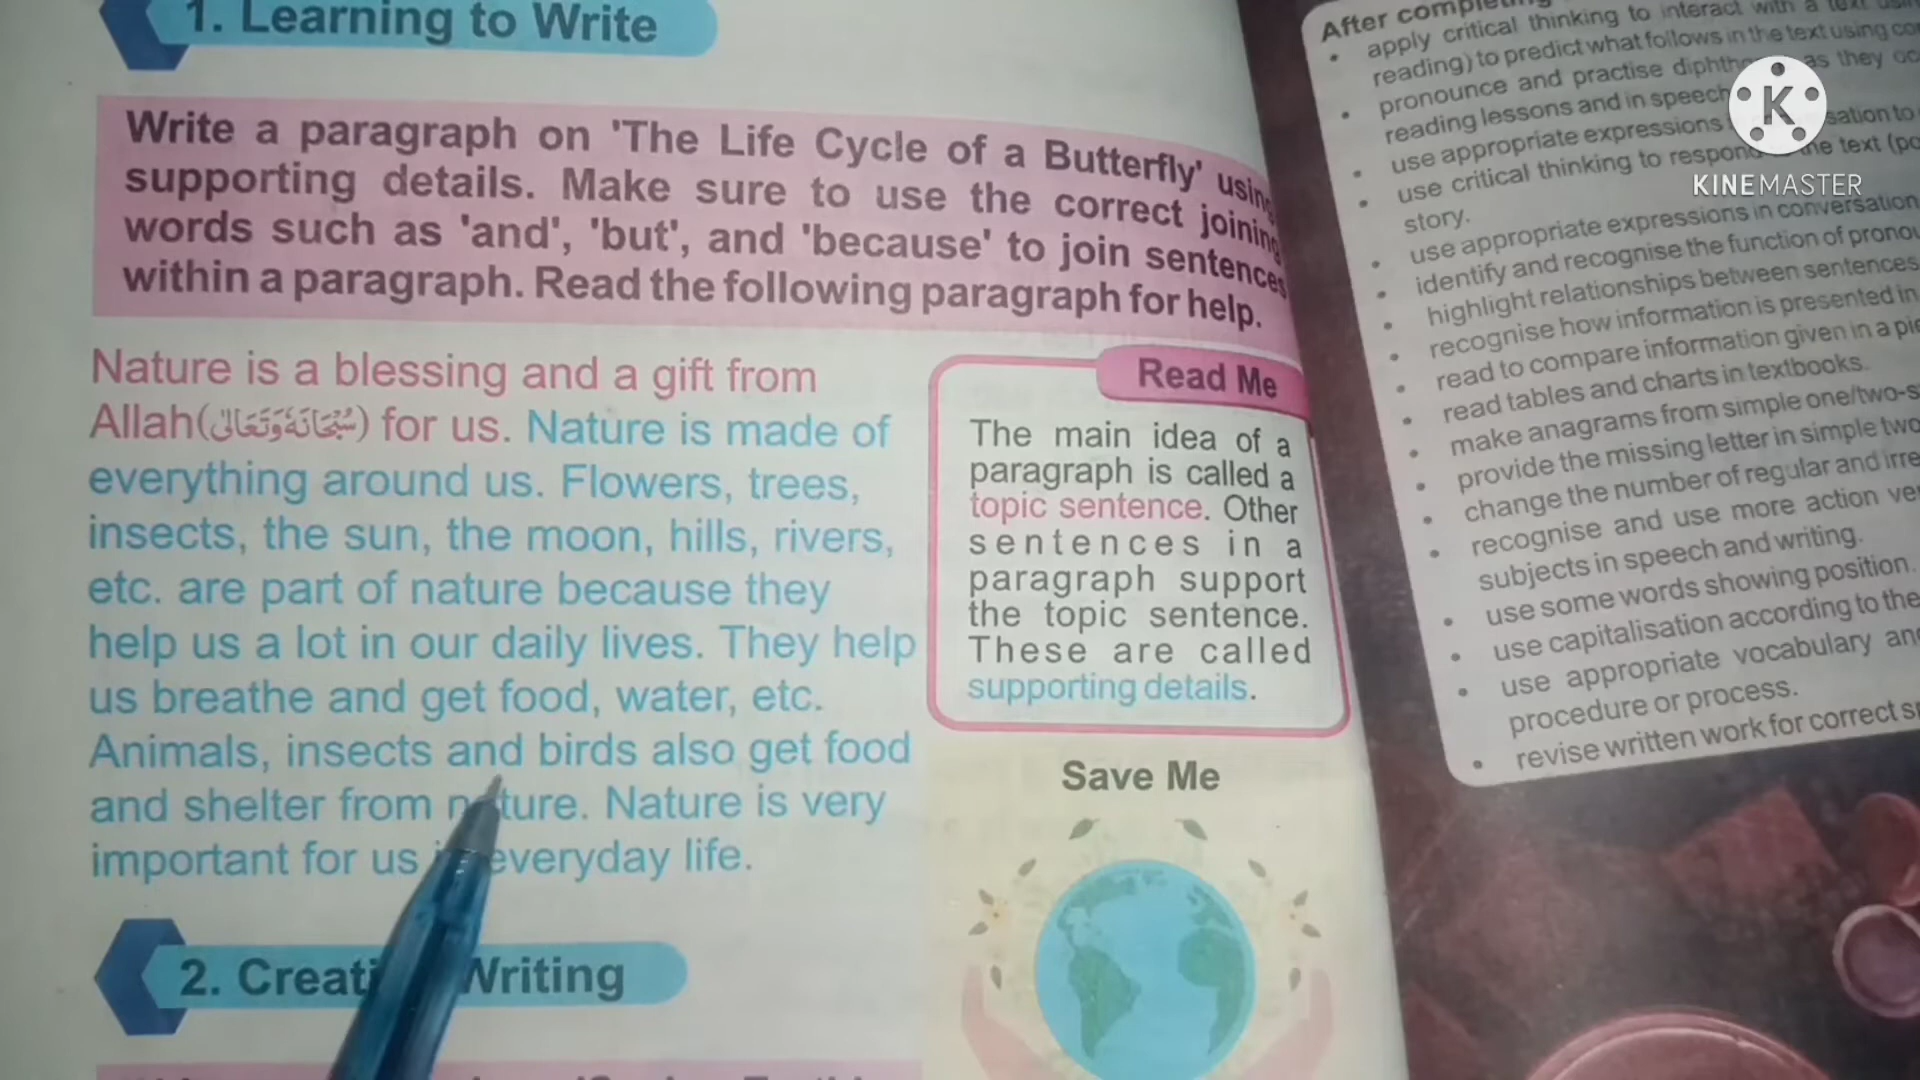 1. Learning to Write
Write a paragraph on 'The Life Cycle of a Butterfly' using
supporting details. Make sure to use the correct joining
words such as 'and', 'but', and 'because' to join sentences
within a paragraph. Read the following paragraph for help.
Nature is a blessing and a gift from
Allah(سُبْحَانَهٗ وَتَعَالٰی) for us. Nature is made of
everything around us. Flowers, trees,
insects, the sun, the moon, hills, rivers,
etc. are part of nature because they
help us a lot in our daily lives. They help
us breathe and get food, water, etc.
Animals, insects and birds also get food
and shelter from nature. Nature is very
important for us in everyday life.
Read Me
The main idea of a
paragraph is called a
topic sentence. Other
sentences in a
paragraph support
the topic sentence.
These are called
supporting details.
Save Me
2. Creative Writing
After completing
• apply critical thinking to interact with a text
reading) to predict what follows in the text using
• pronounce and practise diphthongs as they
reading lessons and in speech
• use appropriate expressions
• use critical thinking to respond the text
story.
• use appropriate expressions in conversation
• identify and recognise the function of
• highlight relationships between sentences
• recognise how information is presented in
• read to compare information given in a
• read tables and charts in textbooks.
• make anagrams from simple one/two-
• provide the missing letter in simple two
• change the number of regular and
• recognise and use more action
subjects in speech and writing.
• use some words showing position.
• use capitalisation according to the
• use appropriate vocabulary and
procedure or process.
• revise written work for correct
K
KINEMASTER